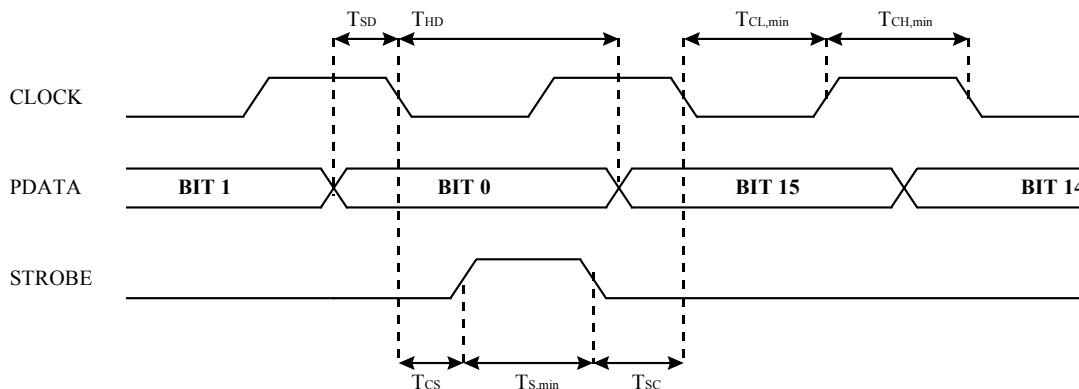 TSD THD TCL,min TCH,min
CLOCK
PDATA BIT 1 BIT 0 BIT 15 BIT 14
STROBE
TCS TS,min TSC